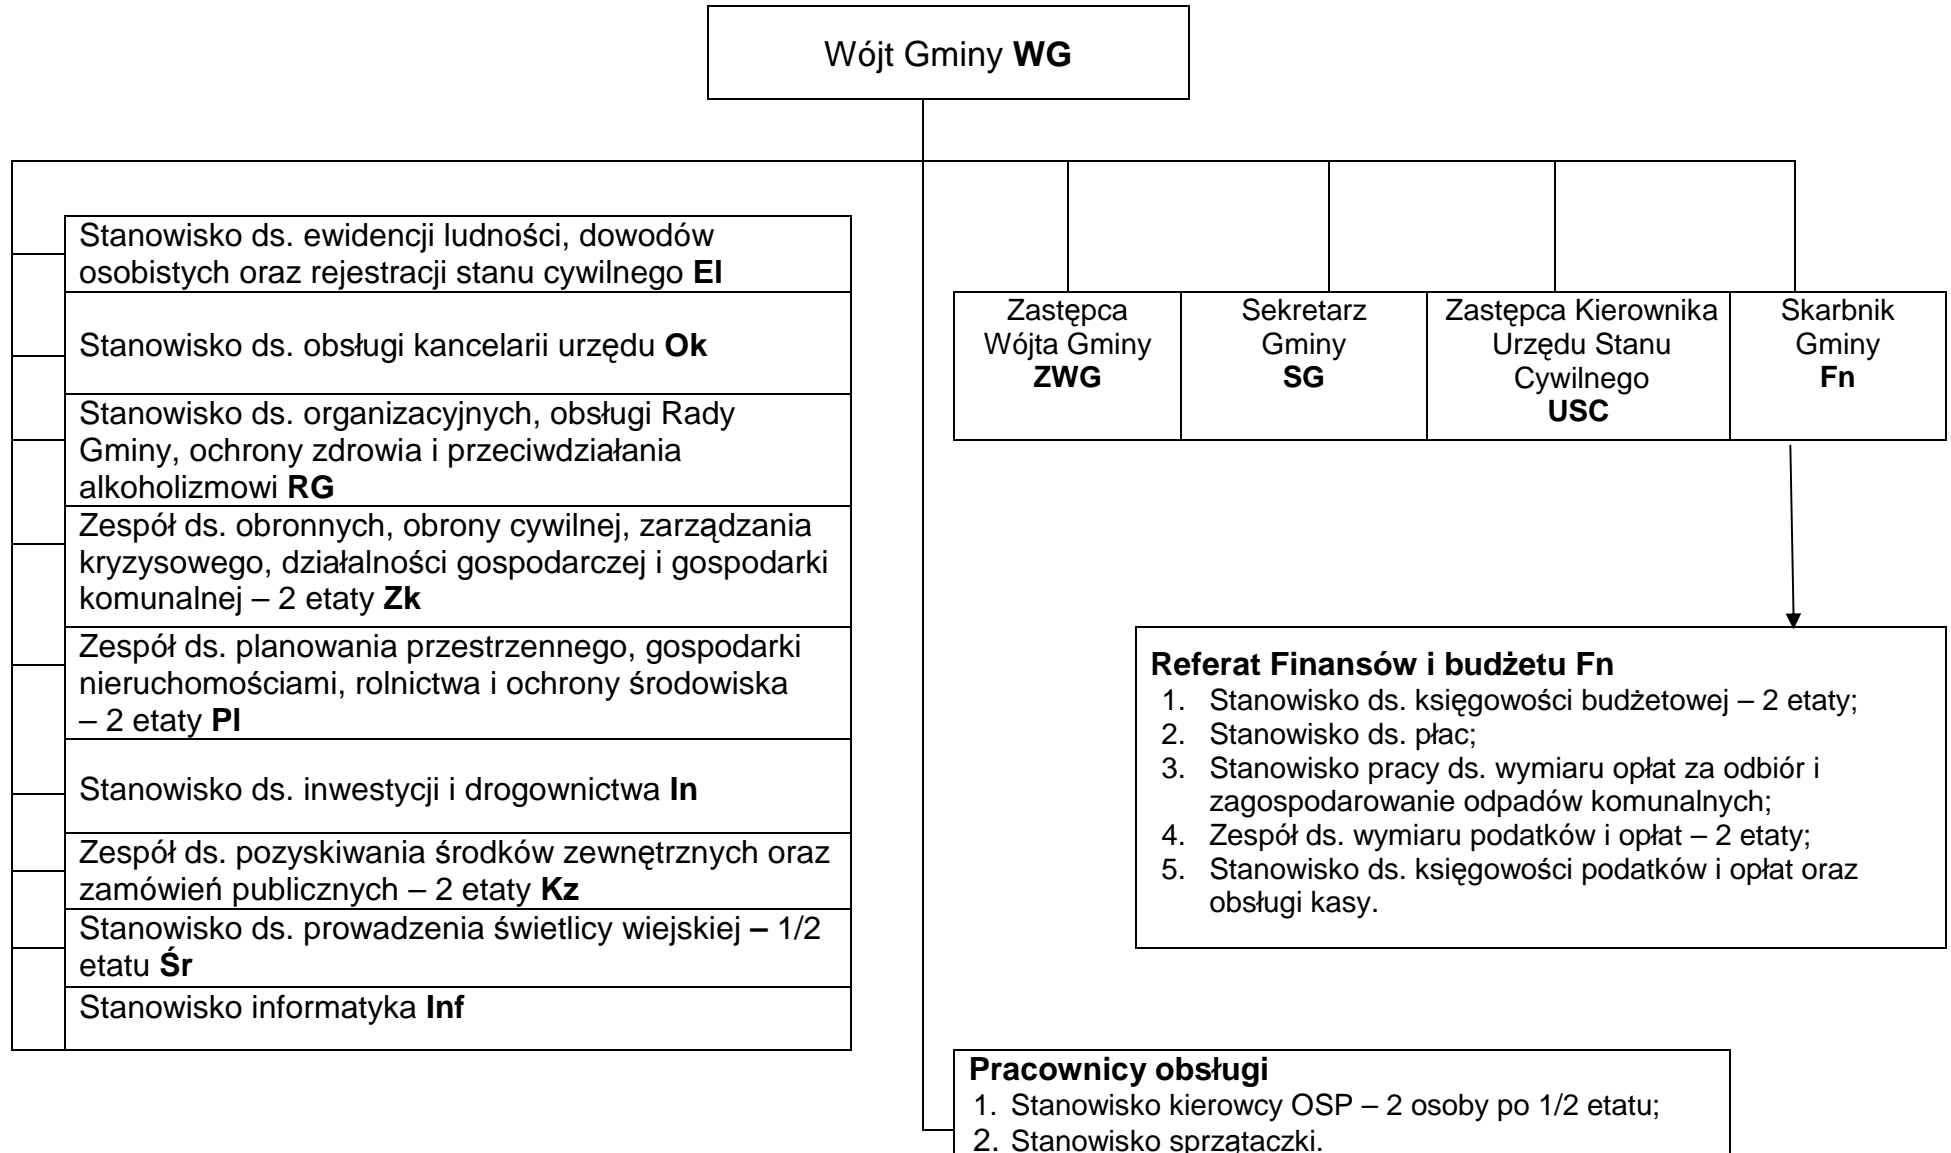 Wójt Gminy WG
Stanowisko ds. ewidencji ludności, dowodów
osobistych oraz rejestracji stanu cywilnego El
Stanowisko ds. obsługi kancelarii urzędu Ok
Stanowisko ds. organizacyjnych, obsługi Rady
Gminy, ochrony zdrowia i przeciwdziałania
alkoholizmowi RG
Zespół ds. obronnych, obrony cywilnej, zarządzania
kryzysowego, działalności gospodarczej i gospodarki
komunalnej – 2 etaty Zk
Zespół ds. planowania przestrzennego, gospodarki
nieruchomościami, rolnictwa i ochrony środowiska
– 2 etaty Pl
Stanowisko ds. inwestycji i drogownictwa In
Zespół ds. pozyskiwania środków zewnętrznych oraz
zamówień publicznych – 2 etaty Kz
Stanowisko ds. prowadzenia świetlicy wiejskiej – 1/2
etatu Śr
Stanowisko informatyka Inf
Zastępca
Wójta Gminy
ZWG
Sekretarz
Gminy
SG
Zastępca Kierownika
Urzędu Stanu
Cywilnego
USC
Skarbnik
Gminy
Fn
Referat Finansów i budżetu Fn
1. Stanowisko ds. księgowości budżetowej – 2 etaty;
2. Stanowisko ds. płac;
3. Stanowisko pracy ds. wymiaru opłat za odbiór i
zagospodarowanie odpadów komunalnych;
4. Zespół ds. wymiaru podatków i opłat – 2 etaty;
5. Stanowisko ds. księgowości podatków i opłat oraz
obsługi kasy.
Pracownicy obsługi
1. Stanowisko kierowcy OSP – 2 osoby po 1/2 etatu;
2. Stanowisko sprzątaczki.